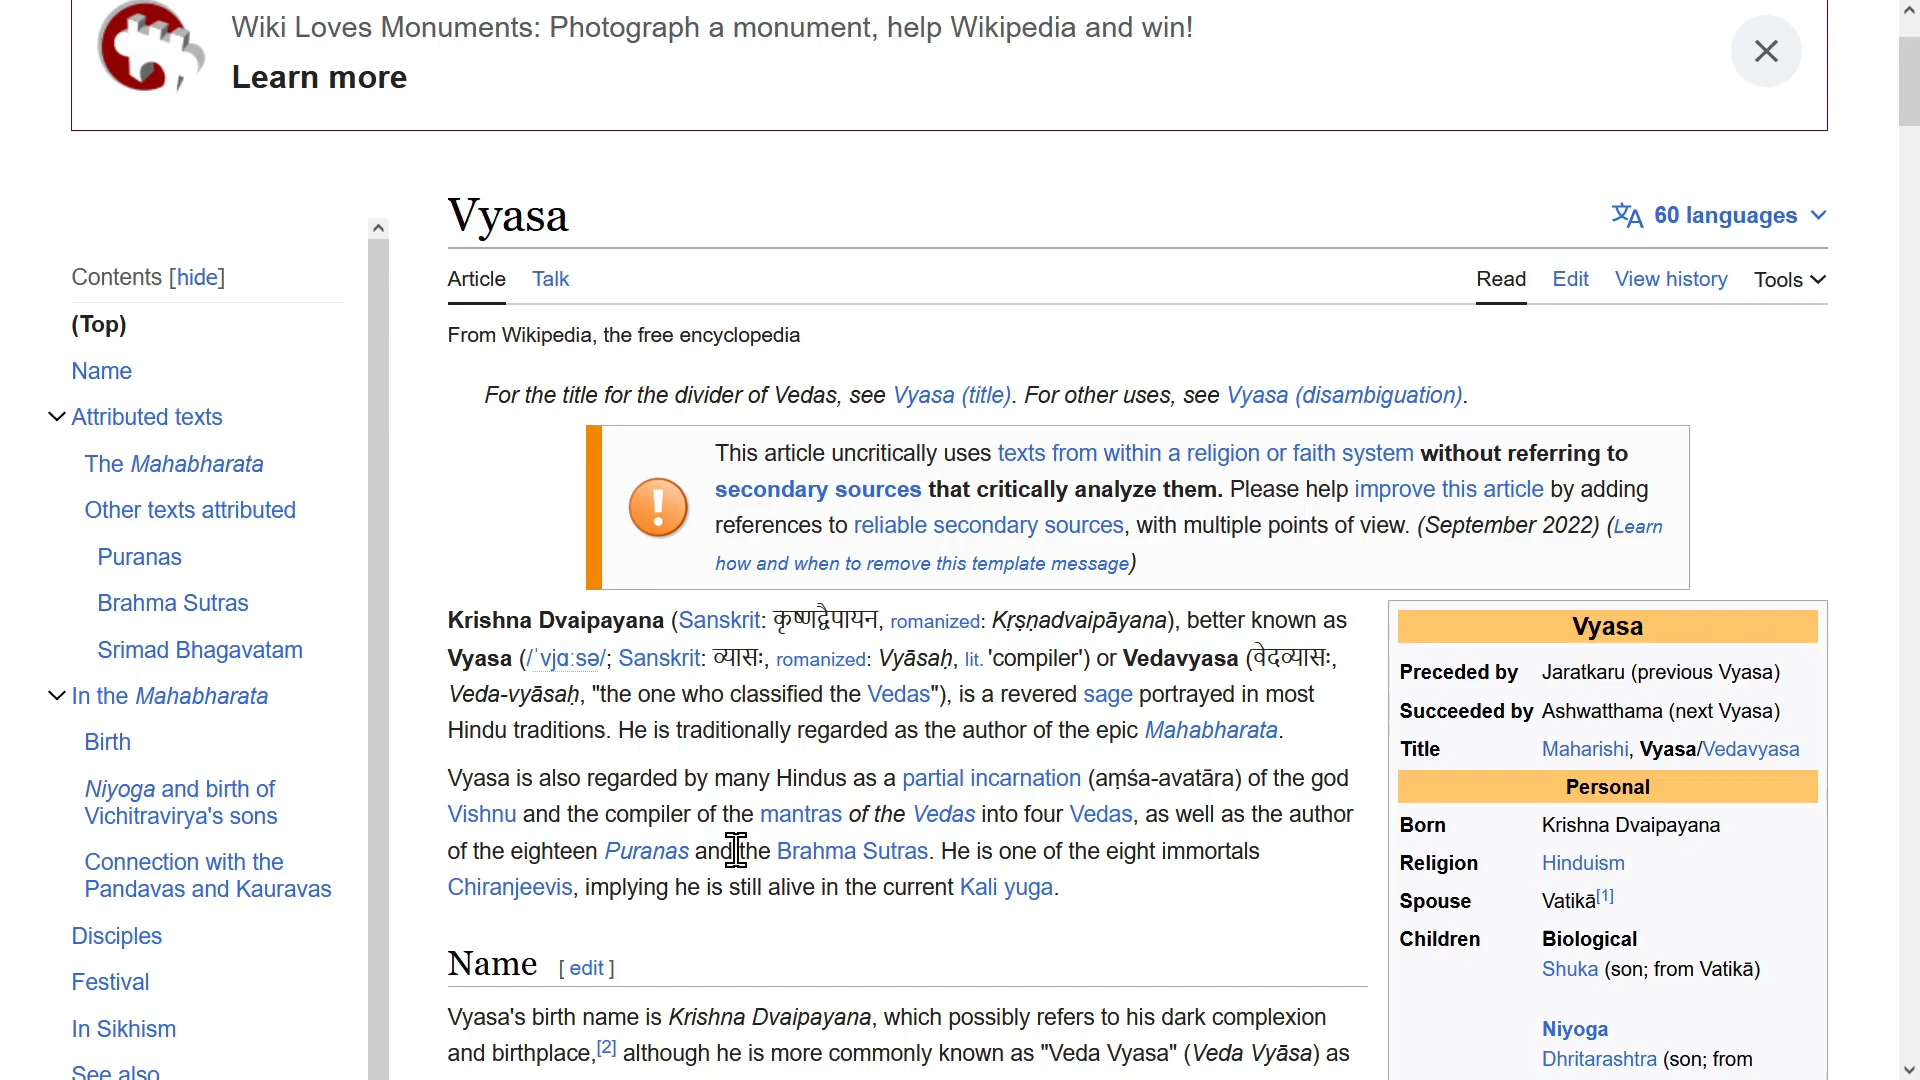 Wiki Loves Monuments: Photograph a monument, help Wikipedia and win!
Learn more
Vyasa
60 languages
Contents [hide]
(Top)
Name
Attributed texts
The Mahabharata
Other texts attributed
Puranas
Brahma Sutras
Srimad Bhagavatam
In the Mahabharata
Birth
Niyoga and birth of
Vichitravirya's sons
Connection with the
Pandavas and Kauravas
Disciples
Festival
In Sikhism
See also
Article Talk
Read Edit View history Tools
From Wikipedia, the free encyclopedia
For the title for the divider of Vedas, see Vyasa (title). For other uses, see Vyasa (disambiguation).
This article uncritically uses texts from within a religion or faith system without referring to
secondary sources that critically analyze them. Please help improve this article by adding
references to reliable secondary sources, with multiple points of view. (September 2022) (Learn
how and when to remove this template message)
Krishna Dvaipayana (Sanskrit: कृष्णद्वैपायन, romanized: Kṛṣṇadvaipāyana), better known as
Vyasa (/ˈvjɑːsə/; Sanskrit: व्यासः, romanized: Vyāsaḥ, lit. 'compiler') or Vedavyasa (वेदव्यासः,
Veda-vyāsaḥ, "the one who classified the Vedas"), is a revered sage portrayed in most
Hindu traditions. He is traditionally regarded as the author of the epic Mahabharata.
Vyasa is also regarded by many Hindus as a partial incarnation (aṃśa-avatāra) of the god
Vishnu and the compiler of the mantras of the Vedas into four Vedas, as well as the author
of the eighteen Puranas and the Brahma Sutras. He is one of the eight immortals
Chiranjeevis, implying he is still alive in the current Kali yuga.
Name [ edit ]
Vyasa's birth name is Krishna Dvaipayana, which possibly refers to his dark complexion
and birthplace,[2] although he is more commonly known as "Veda Vyasa" (Veda Vyāsa) as
Vyasa
Preceded by Jaratkaru (previous Vyasa)
Succeeded by Ashwatthama (next Vyasa)
Title Maharishi, Vyasa/Vedavyasa
Personal
Born Krishna Dvaipayana
Religion Hinduism
Spouse Vatikā[1]
Children Biological
Shuka (son; from Vatikā)
Niyoga
Dhritarashtra (son; from